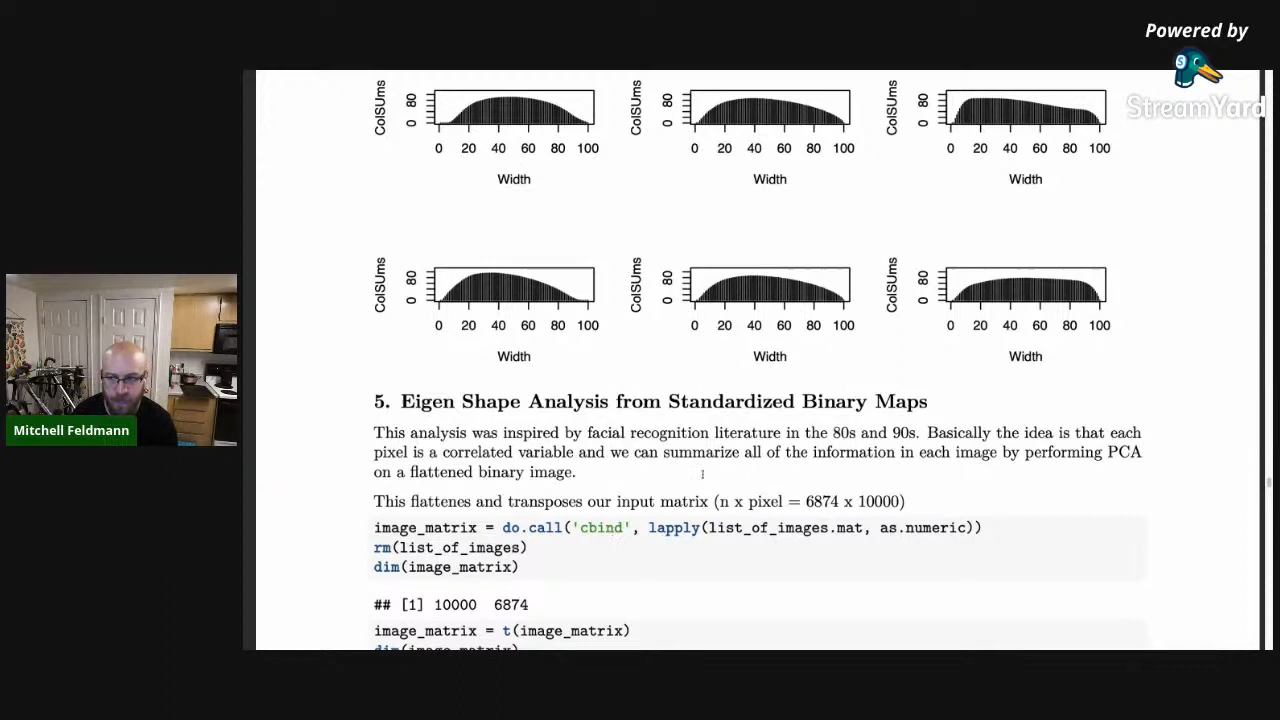 Powered by
StreamYard
ColSUms 0 80
0 20 40 60 80 100
Width
ColSUms 0 80
0 20 40 60 80 100
Width
ColSUms 0 80
0 20 40 60 80 100
Width
ColSUms 0 80
0 20 40 60 80 100
Width
ColSUms 0 80
0 20 40 60 80 100
Width
ColSUms 0 80
0 20 40 60 80 100
Width
Mitchell Feldmann
5. Eigen Shape Analysis from Standardized Binary Maps
This analysis was inspired by facial recognition literature in the 80s and 90s. Basically the idea is that each
pixel is a correlated variable and we can summarize all of the information in each image by performing PCA
on a flattened binary image.
This flattenes and transposes our input matrix (n x pixel = 6874 x 10000)
image_matrix = do.call('cbind', lapply(list_of_images.mat, as.numeric))
rm(list_of_images)
dim(image_matrix)
## [1] 10000 6874
image_matrix = t(image_matrix)
dim(image_matrix)